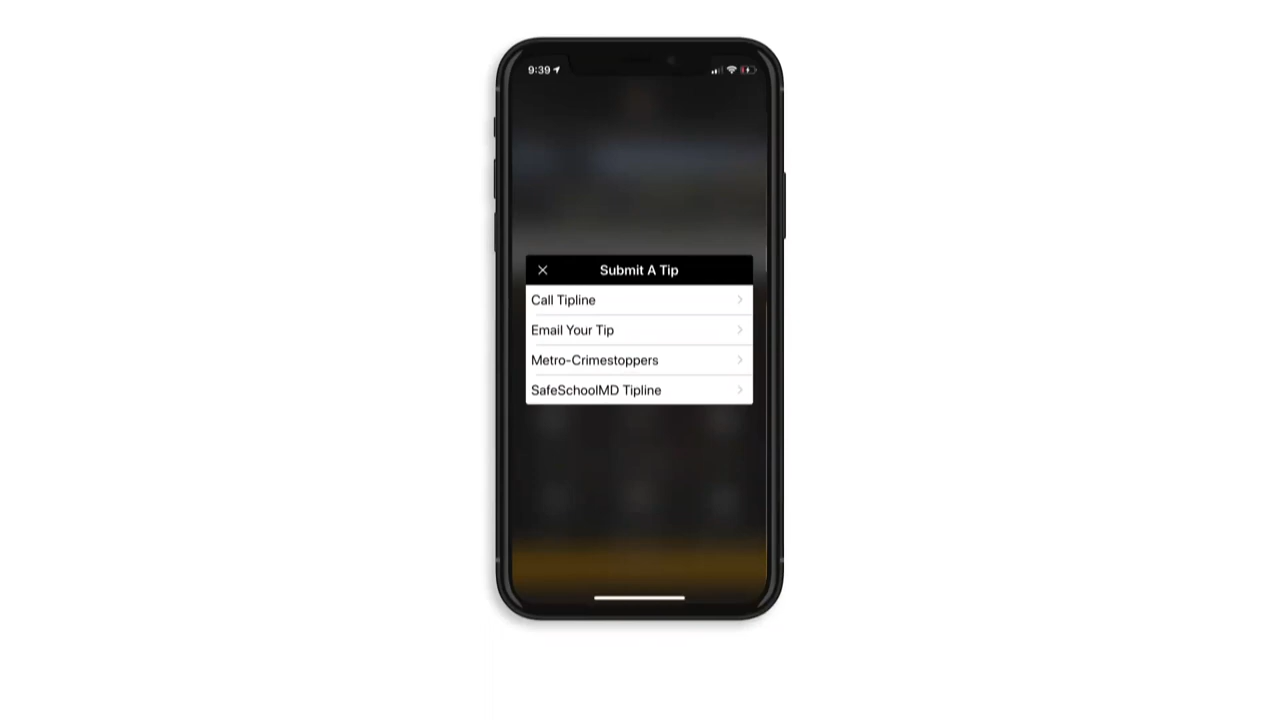 9:39
Submit A Tip
Call Tipline
Email Your Tip
Metro-Crimestoppers
SafeSchoolMD Tipline